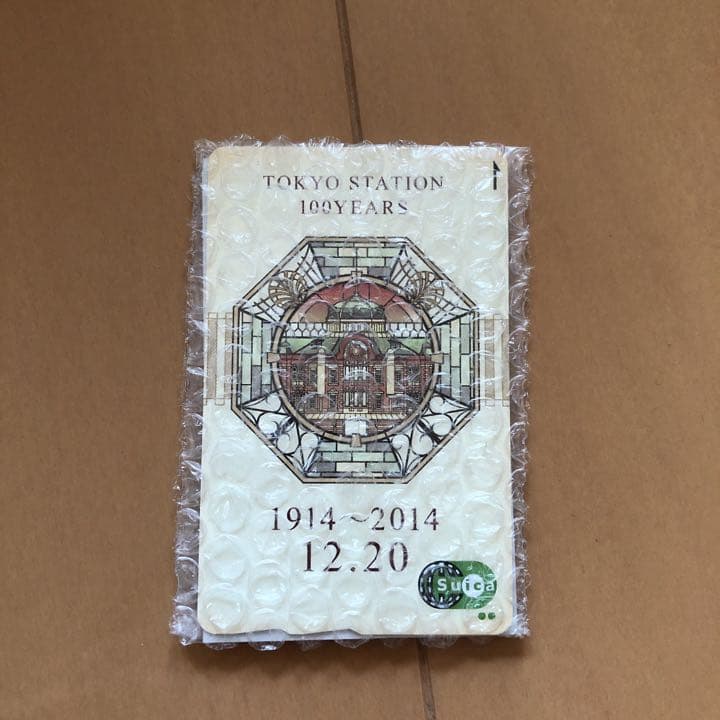 TOKYO STATION
100YEARS
1914～2014
12.20
Suica